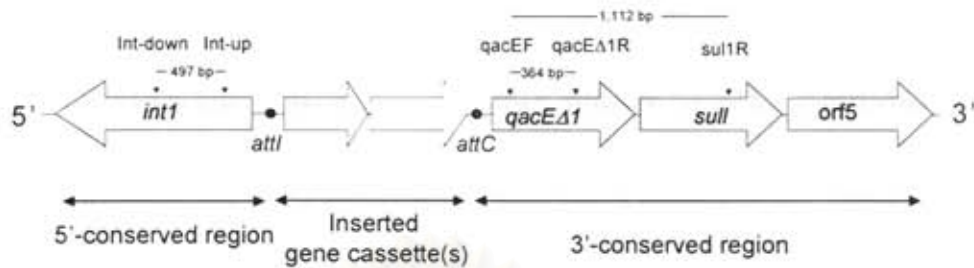 1,112 bp
Int-down Int-up qacEF qacEΔ1R sul1R
497 bp 364 bp
5' int1 qacEΔ1 sulI orf5 3'
attI attC
5'-conserved region Inserted gene cassette(s) 3'-conserved region